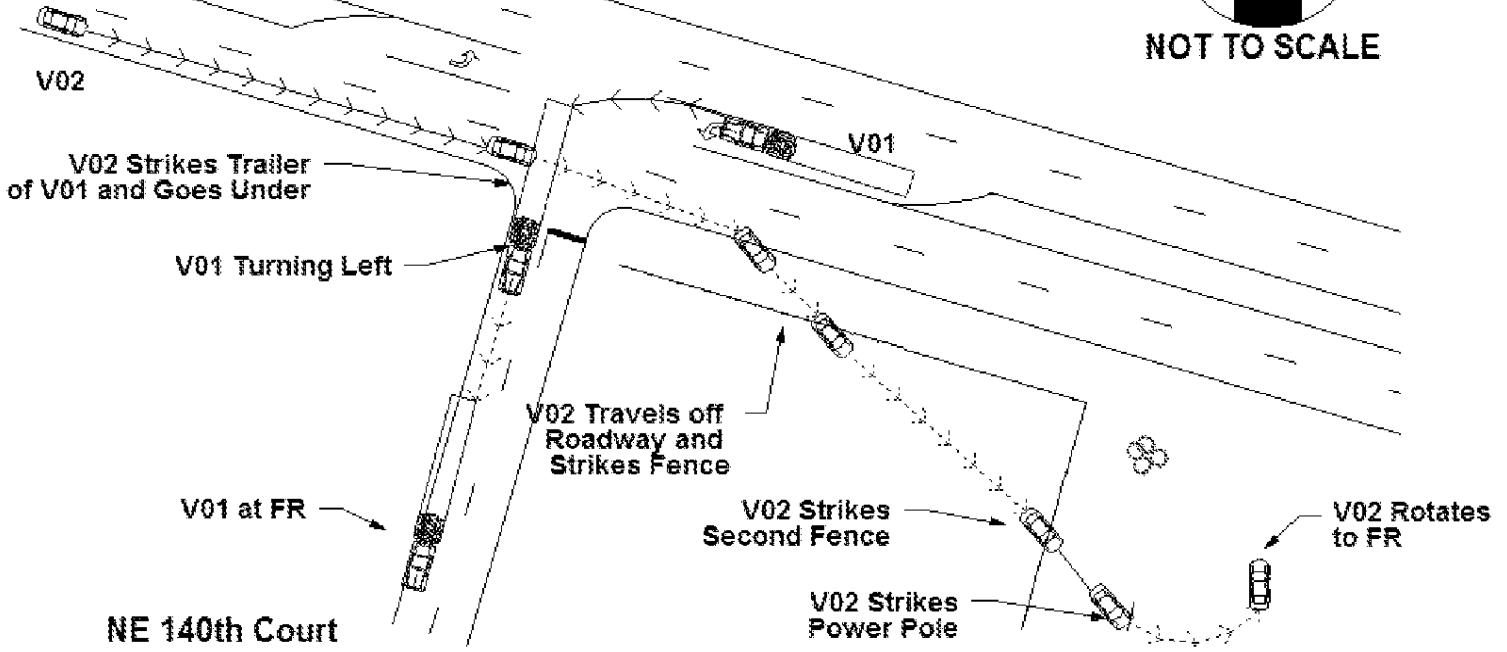 NOT TO SCALE
V02
V01
V02 Strikes Trailer
of V01 and Goes Under
V01 Turning Left
V02 Travels off
Roadway and
Strikes Fence
V01 at FR
V02 Strikes
Second Fence
V02 Rotates
to FR
V02 Strikes
Power Pole
NE 140th Court